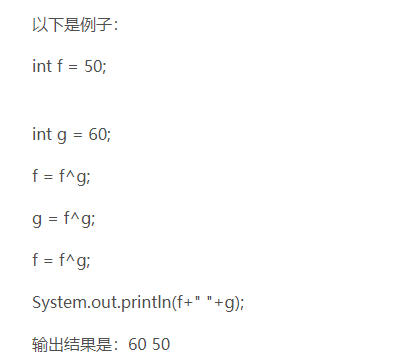 以下是例子：
int f = 50;
int g = 60;
f = f^g;
g = f^g;
f = f^g;
System.out.println(f+" "+g);
输出结果是：60 50